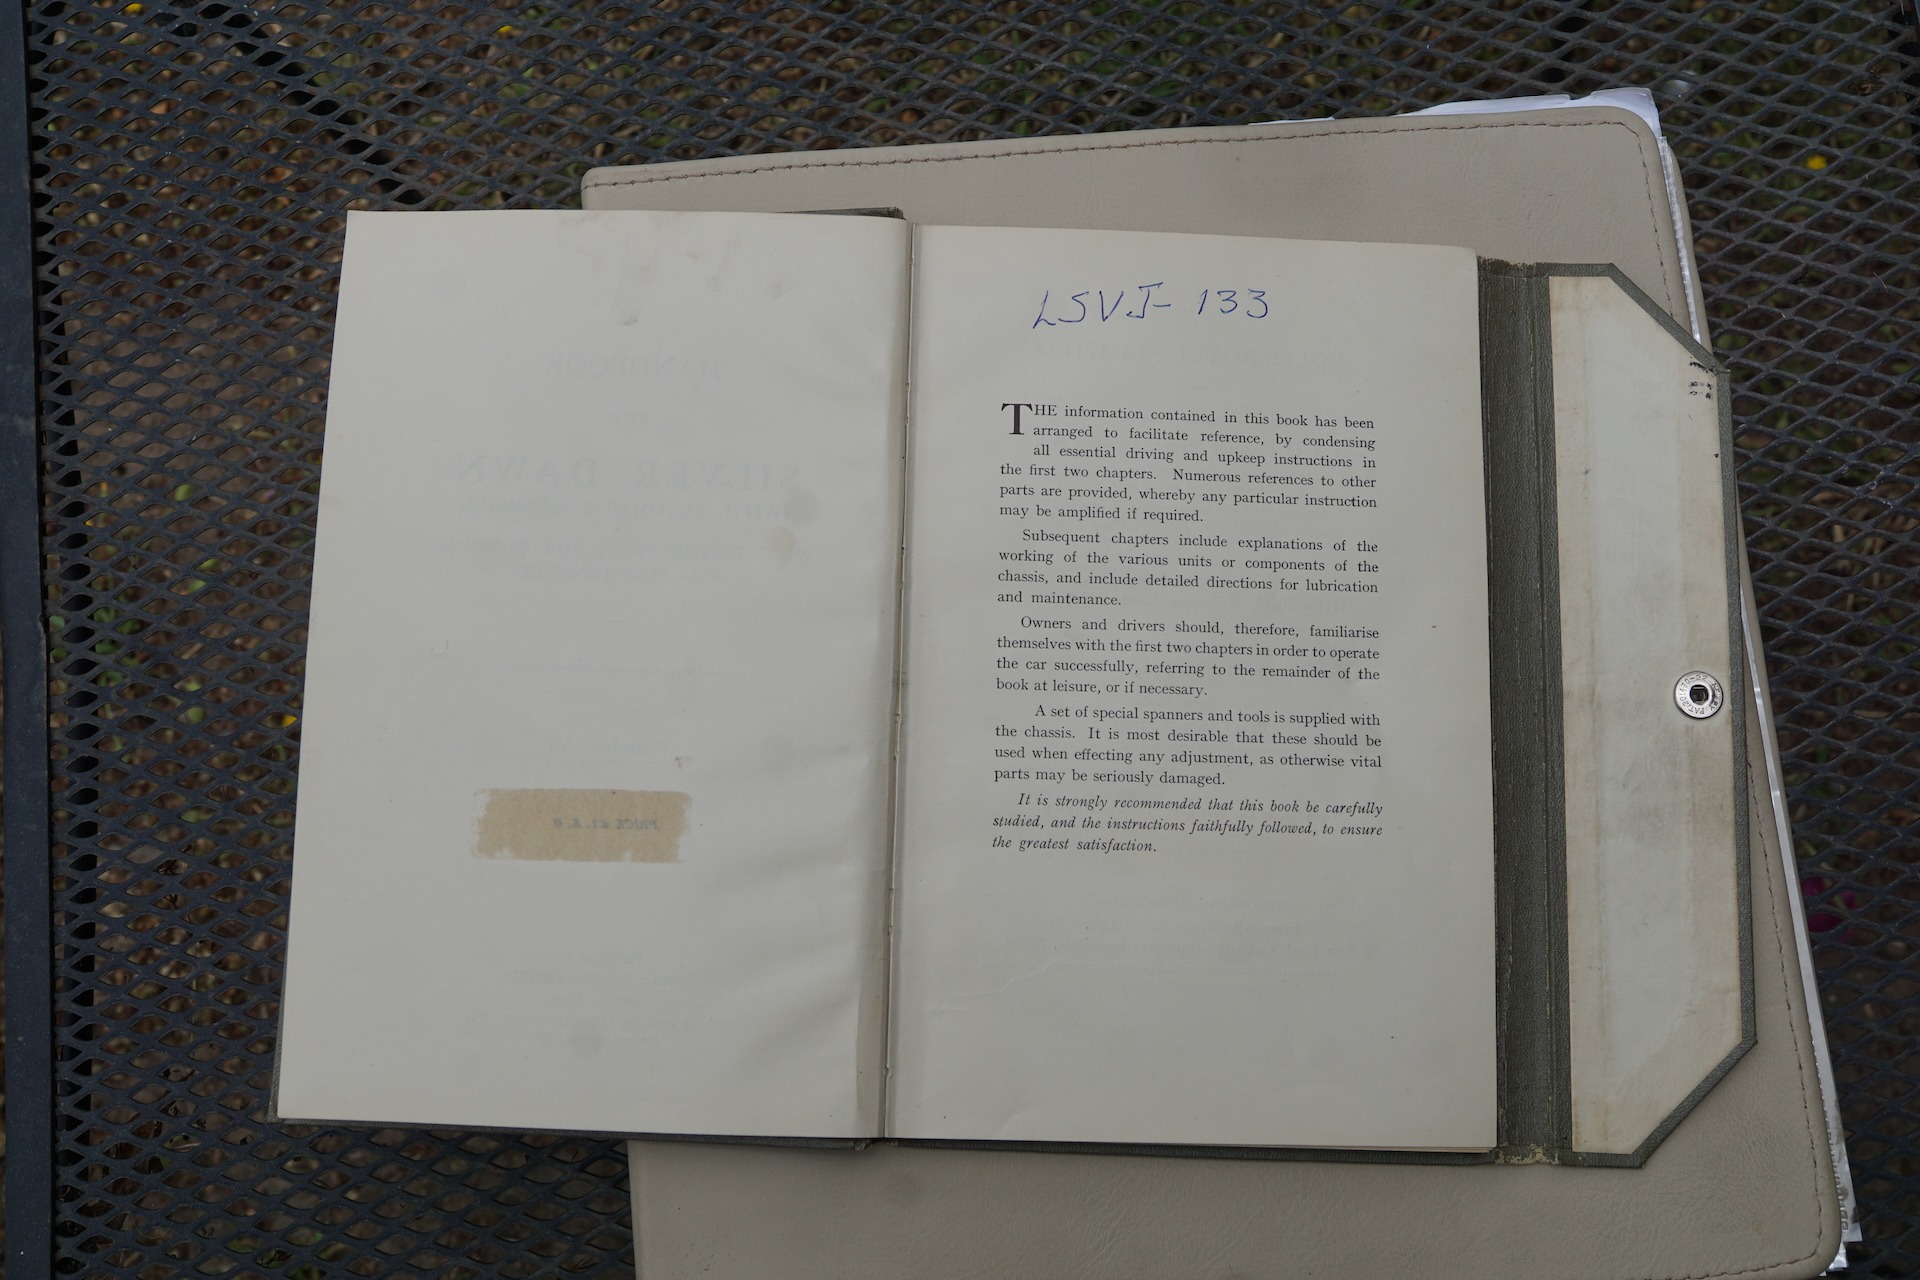 HANDBOOK
SILVER DAWN
LSVJ-133
THE information contained in this book has been
arranged to facilitate reference, by condensing
all essential driving and upkeep instructions in
the first two chapters. Numerous references to other
parts are provided, whereby any particular instruction
may be amplified if required.
Subsequent chapters include explanations of the
working of the various units or components of the
chassis, and include detailed directions for lubrication
and maintenance.
Owners and drivers should, therefore, familiarise
themselves with the first two chapters in order to operate
the car successfully, referring to the remainder of the
book at leisure, or if necessary.
A set of special spanners and tools is supplied with
the chassis. It is most desirable that these should be
used when effecting any adjustment, as otherwise vital
parts may be seriously damaged.
It is strongly recommended that this book be carefully
studied, and the instructions faithfully followed, to ensure
the greatest satisfaction.